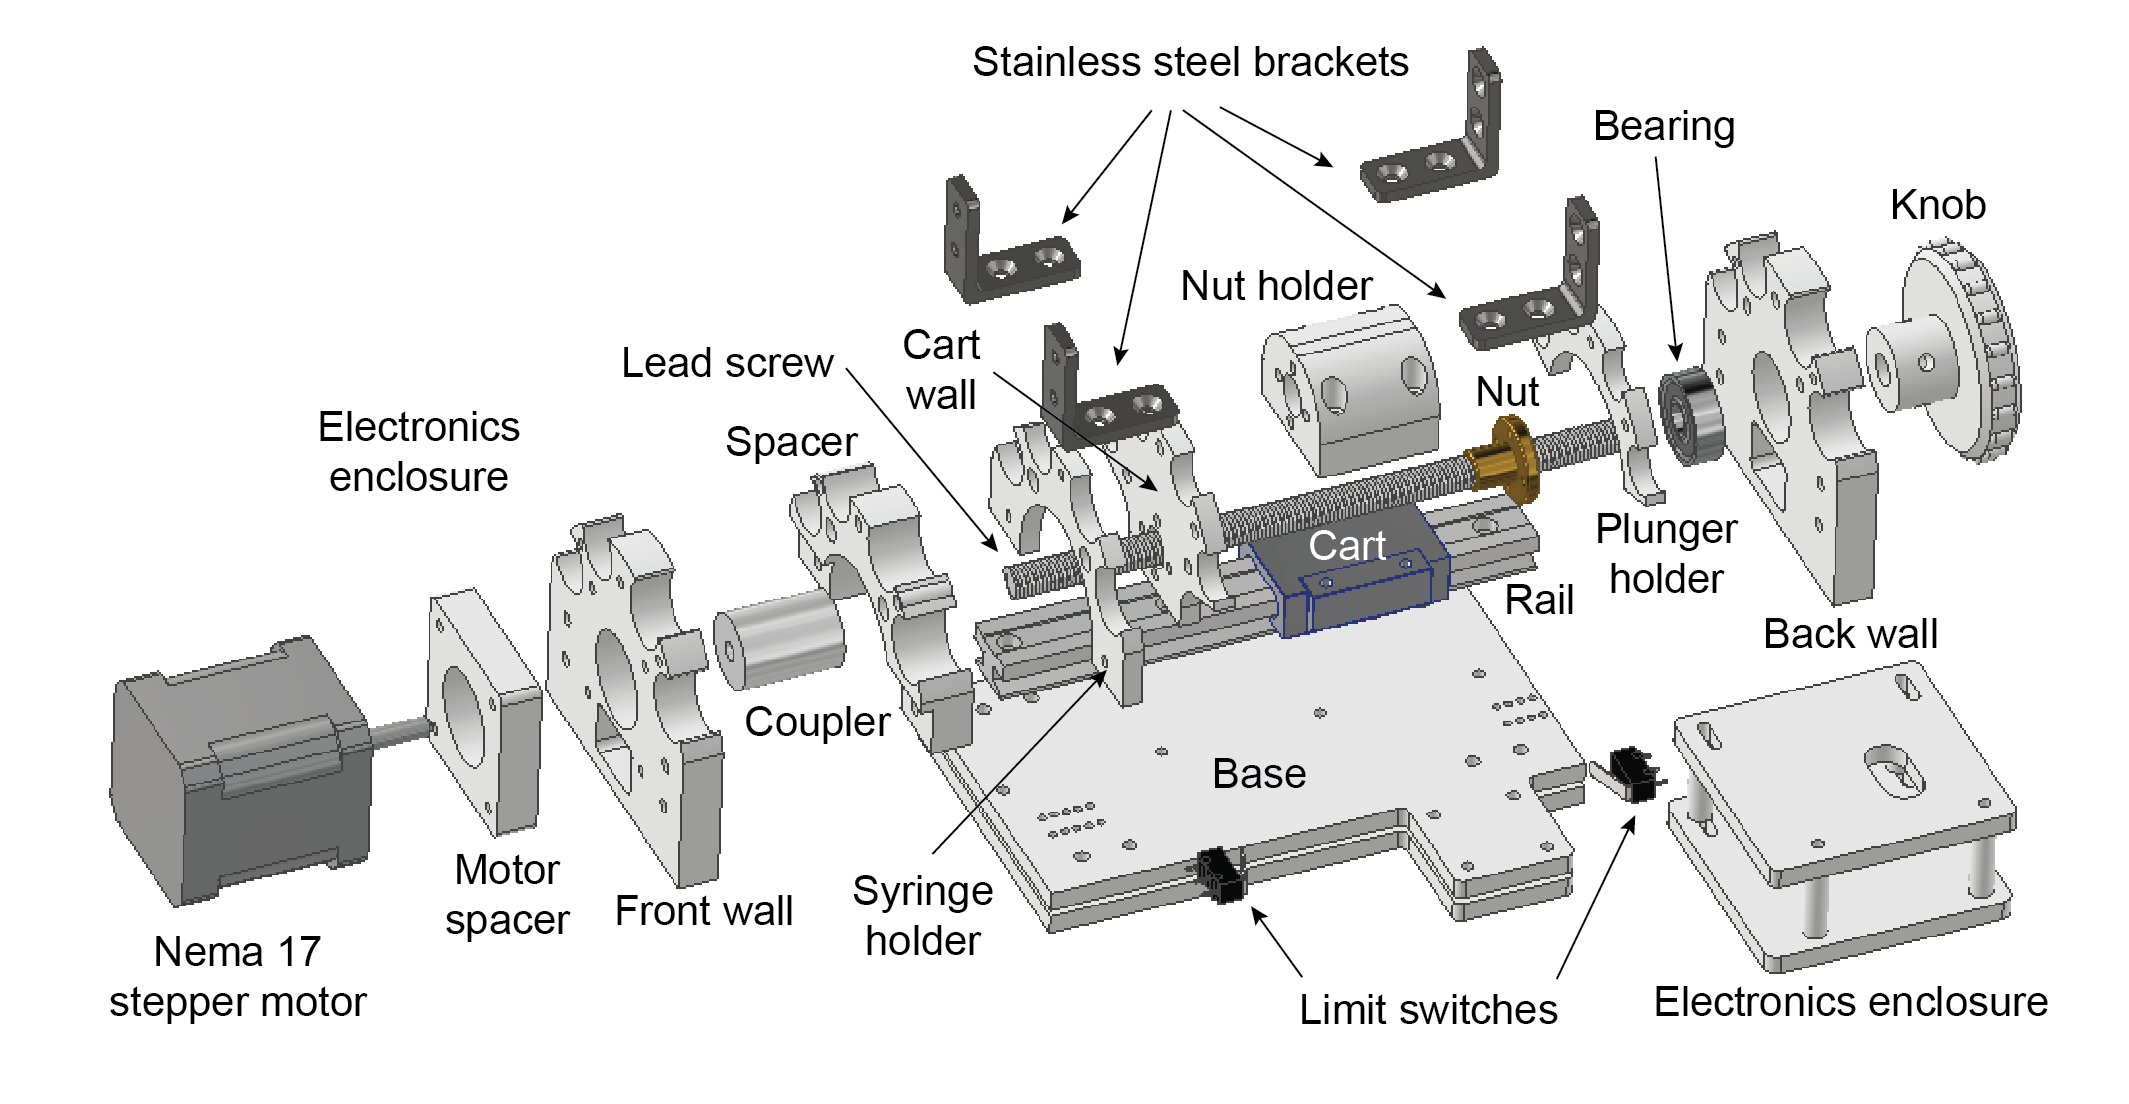 Stainless steel brackets
Bearing
Knob
Nut holder
Cart
wall
Lead screw
Nut
Electronics
enclosure
Spacer
Plunger
holder
Cart
Rail
Back wall
Coupler
Base
Motor
spacer
Front wall
Syringe
holder
Nema 17
stepper motor
Limit switches
Electronics enclosure